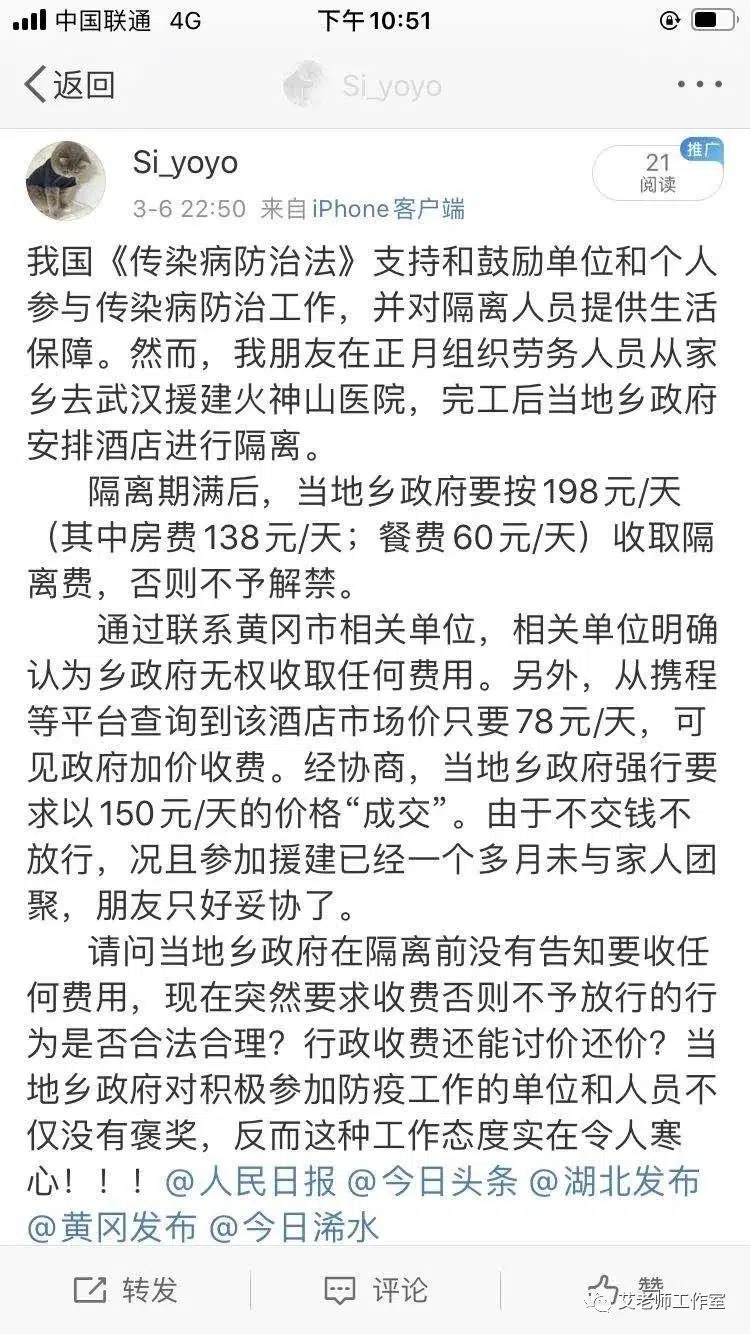 中国联通 4G 下午10:51
返回 Si_yoyo
Si_yoyo
推广
21
阅读
3-6 22:50 来自iPhone客户端
我国《传染病防治法》支持和鼓励单位和个人
参与传染病防治工作，并对隔离人员提供生活
保障。然而，我朋友在正月组织劳务人员从家
乡去武汉援建火神山医院，完工后当地乡政府
安排酒店进行隔离。
隔离期满后，当地乡政府要按198元/天
（其中房费138元/天；餐费60元/天）收取隔
离费，否则不予解禁。
通过联系黄冈市相关单位，相关单位明确
认为乡政府无权收取任何费用。另外，从携程
等平台查询到该酒店市场价只要78元/天，可
见政府加价收费。经协商，当地乡政府强行要
求以150元/天的价格“成交”。由于不交钱不
放行，况且参加援建已经一个多月未与家人团
聚，朋友只好妥协了。
请问当地乡政府在隔离前没有告知要收任
何费用，现在突然要求收费否则不予放行的行
为是否合法合理？行政收费还能讨价还价？当
地乡政府对积极参加防疫工作的单位和人员不
仅没有褒奖，反而这种工作态度实在令人寒
心！！！@人民日报 @今日头条 @湖北发布
@黄冈发布 @今日浠水
转发 评论 赞
艾老师工作室